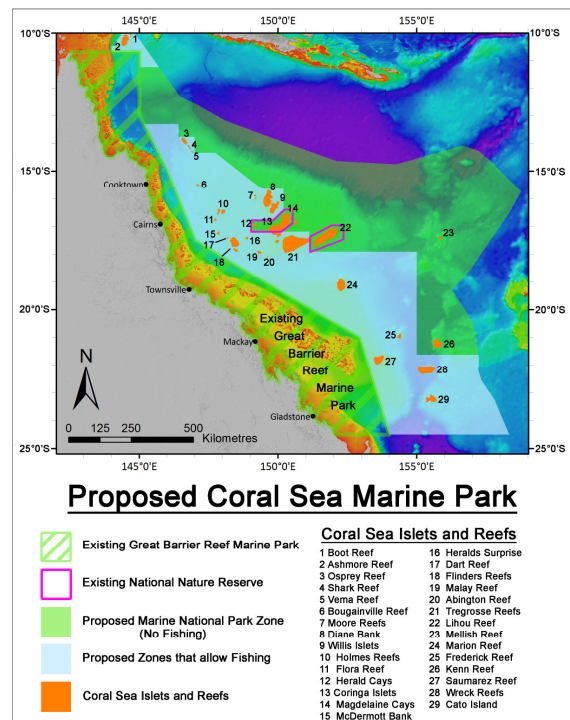 145°0'E 150°0'E 155°0'E
10°0'S 10°0'S
1
2
3
4
5
15°0'S 15°0'S
Cooktown
6
7
8
9
10
11
12
13
14
Cairns
15
16
17
18
19
20
21
22
23
Townsville
20°0'S 20°0'S
24
25
26
27
28
29
Existing
Great
Barrier
Reef
Marine
Park
Mackay
N
Gladstone
0 125 250 500
Kilometres
25°0'S 25°0'S
145°0'E 150°0'E 155°0'E
Proposed Coral Sea Marine Park
Existing Great Barrier Reef Marine Park
Existing National Nature Reserve
Proposed Marine National Park Zone
(No Fishing)
Proposed Zones that allow Fishing
Coral Sea Islets and Reefs
Coral Sea Islets and Reefs
1 Boot Reef
2 Ashmore Reef
3 Osprey Reef
4 Shark Reef
5 Vema Reef
6 Bougainville Reef
7 Moore Reefs
8 Diane Bank
9 Willis Islets
10 Holmes Reefs
11 Flora Reef
12 Herald Cays
13 Coringa Islets
14 Magdelaine Cays
15 McDermott Bank
16 Heralds Surprise
17 Dart Reef
18 Flinders Reefs
19 Malay Reef
20 Abington Reef
21 Tregrosse Reefs
22 Lihou Reef
23 Mellish Reef
24 Marion Reef
25 Frederick Reef
26 Kenn Reef
27 Saumarez Reef
28 Wreck Reefs
29 Cato Island